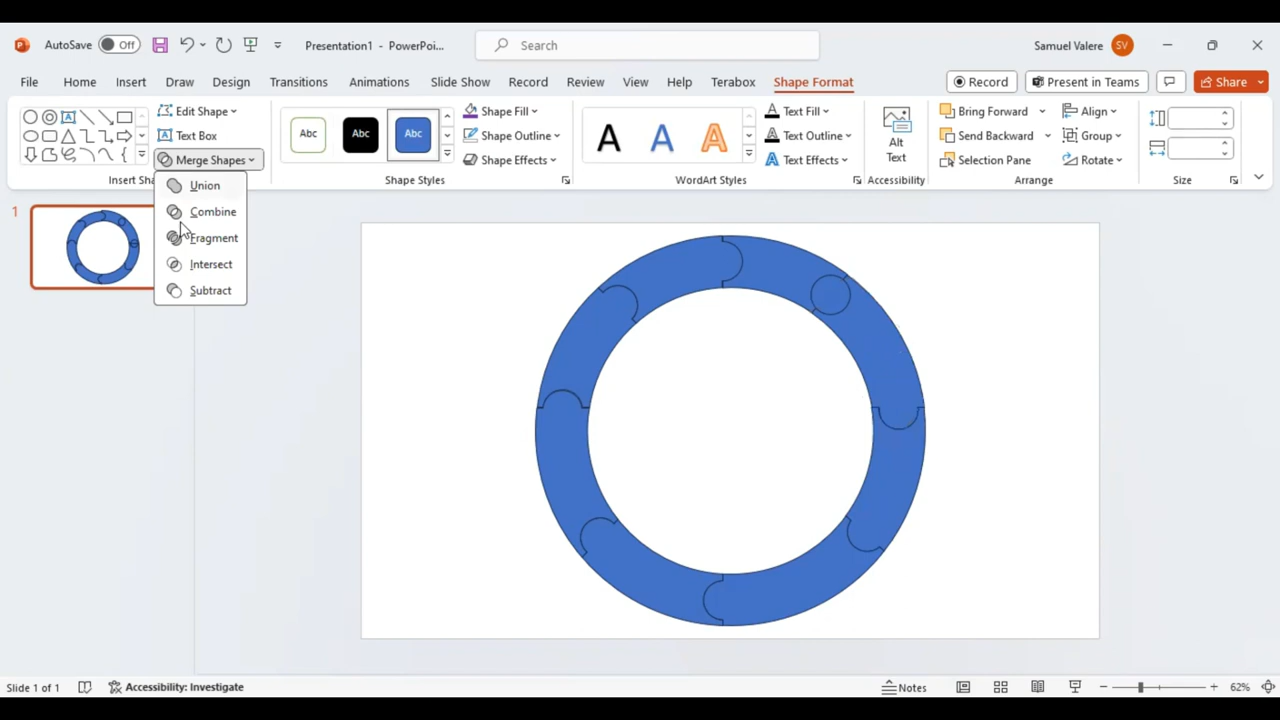 AutoSave Off Presentation1 - PowerPoi... Search Samuel Valere SV
File Home Insert Draw Design Transitions Animations Slide Show Record Review View Help Terabox Shape Format Record Present in Teams Share
Edit Shape
Text Box
Merge Shapes
Insert Sha
Abc Abc Abc
Shape Fill
Shape Outline
Shape Effects
Shape Styles
A A A
Text Fill
Text Outline
Text Effects
WordArt Styles
Alt
Text
Accessibility
Bring Forward
Send Backward
Selection Pane
Align
Group
Rotate
Arrange
Size
Union
Combine
Fragment
Intersect
Subtract
1
Slide 1 of 1 Accessibility: Investigate Notes 62%